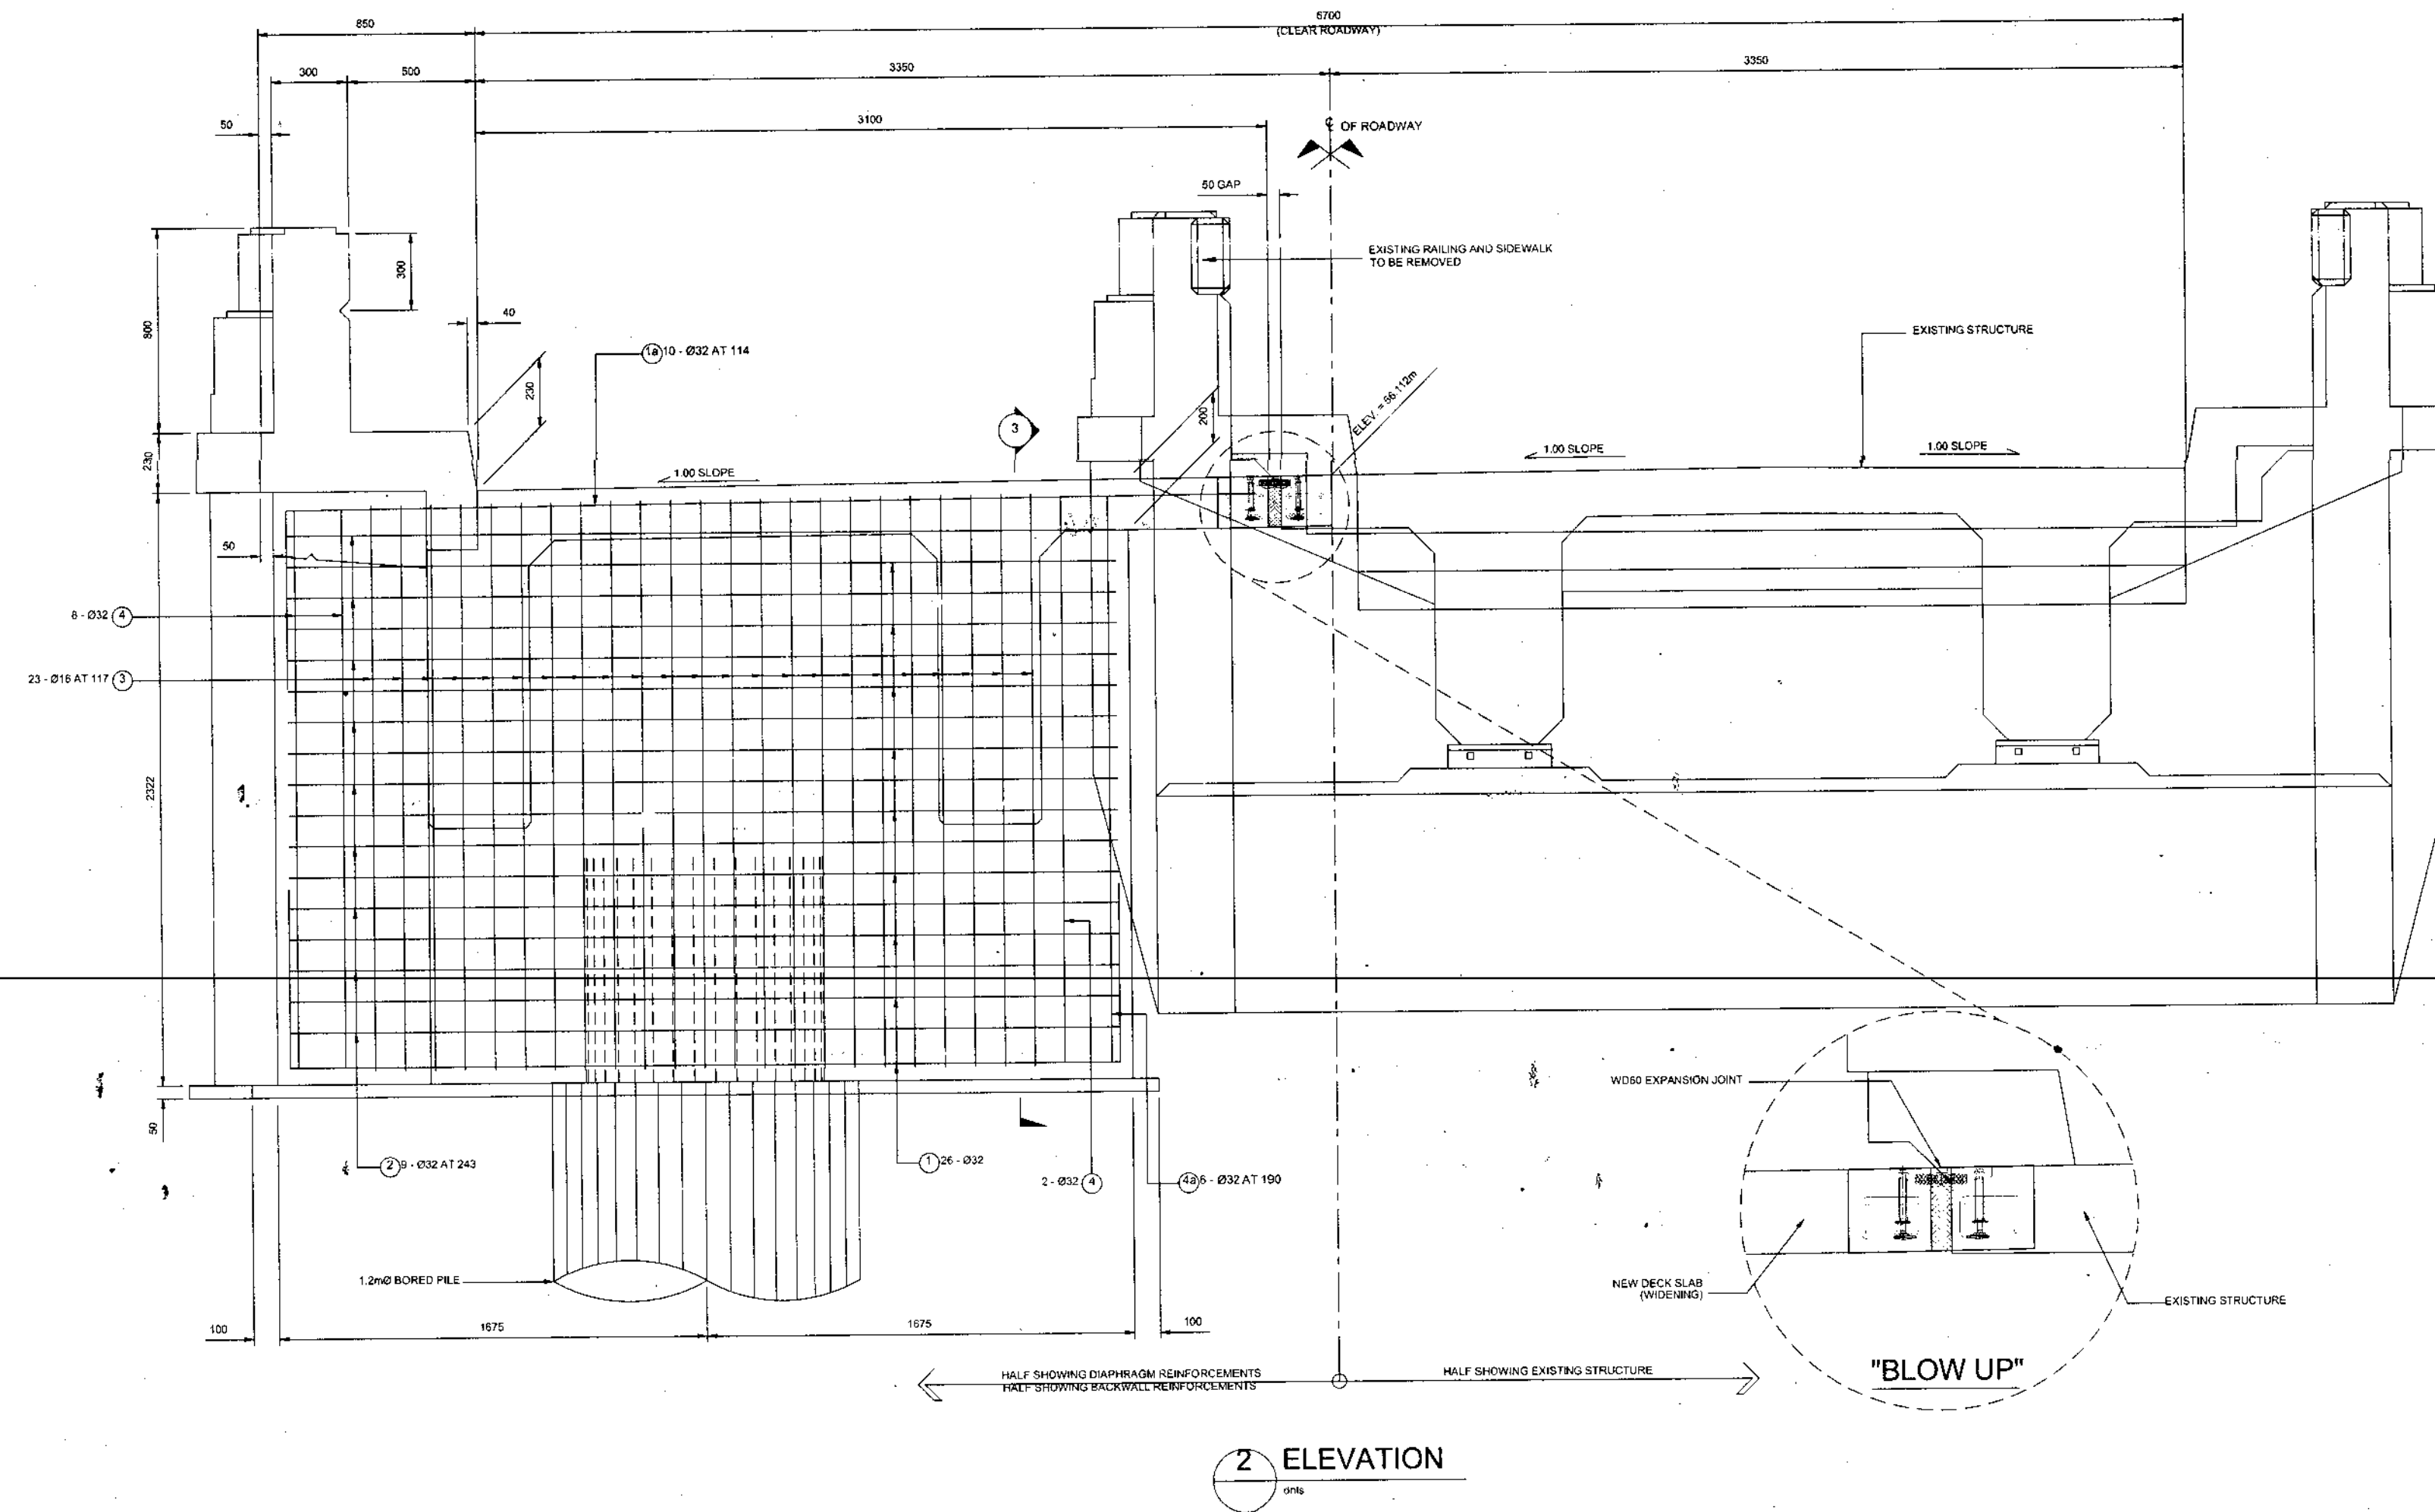 6700
(CLEAR ROADWAY)
850
300
500
3350
3350
50
3100
℄ OF ROADWAY
50 GAP
EXISTING RAILING AND SIDEWALK
TO BE REMOVED
300
800
40
EXISTING STRUCTURE
1a 10 - Ø32 AT 114
230
200
ELEV. = 56.112m
3
230
1.00 SLOPE
1.00 SLOPE
1.00 SLOPE
50
8 - Ø32 4
23 - Ø16 AT 117 3
2322
50
2 9 - Ø32 AT 243
1 26 - Ø32
2 - Ø32 4
4a 6 - Ø32 AT 190
WD60 EXPANSION JOINT
1.2mØ BORED PILE
NEW DECK SLAB
(WIDENING)
EXISTING STRUCTURE
100
1675
1675
100
HALF SHOWING DIAPHRAGM REINFORCEMENTS
HALF SHOWING BACKWALL REINFORCEMENTS
HALF SHOWING EXISTING STRUCTURE
"BLOW UP"
2 ELEVATION
dnts